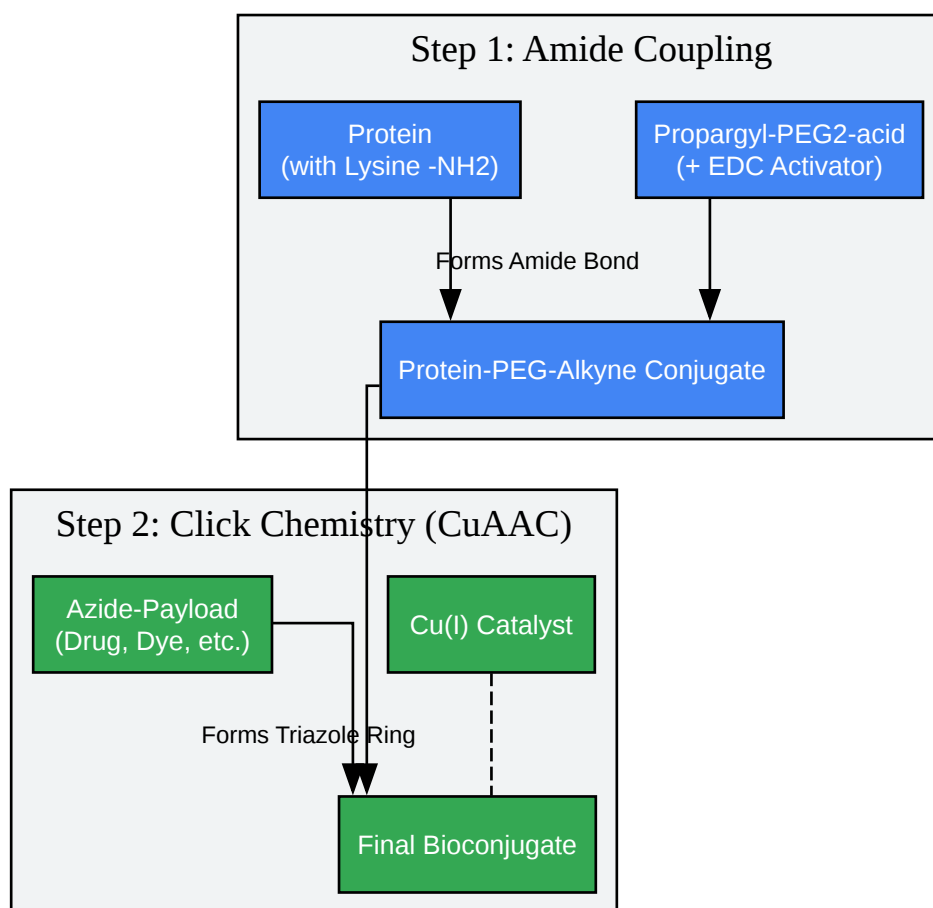 Step 1: Amide Coupling
Protein
(with Lysine -NH2)
Propargyl-PEG2-acid
(+ EDC Activator)
Forms Amide Bond
Protein-PEG-Alkyne Conjugate
Step 2: Click Chemistry (CuAAC)
Azide-Payload
(Drug, Dye, etc.)
Cu(I) Catalyst
Forms Triazole Ring
Final Bioconjugate